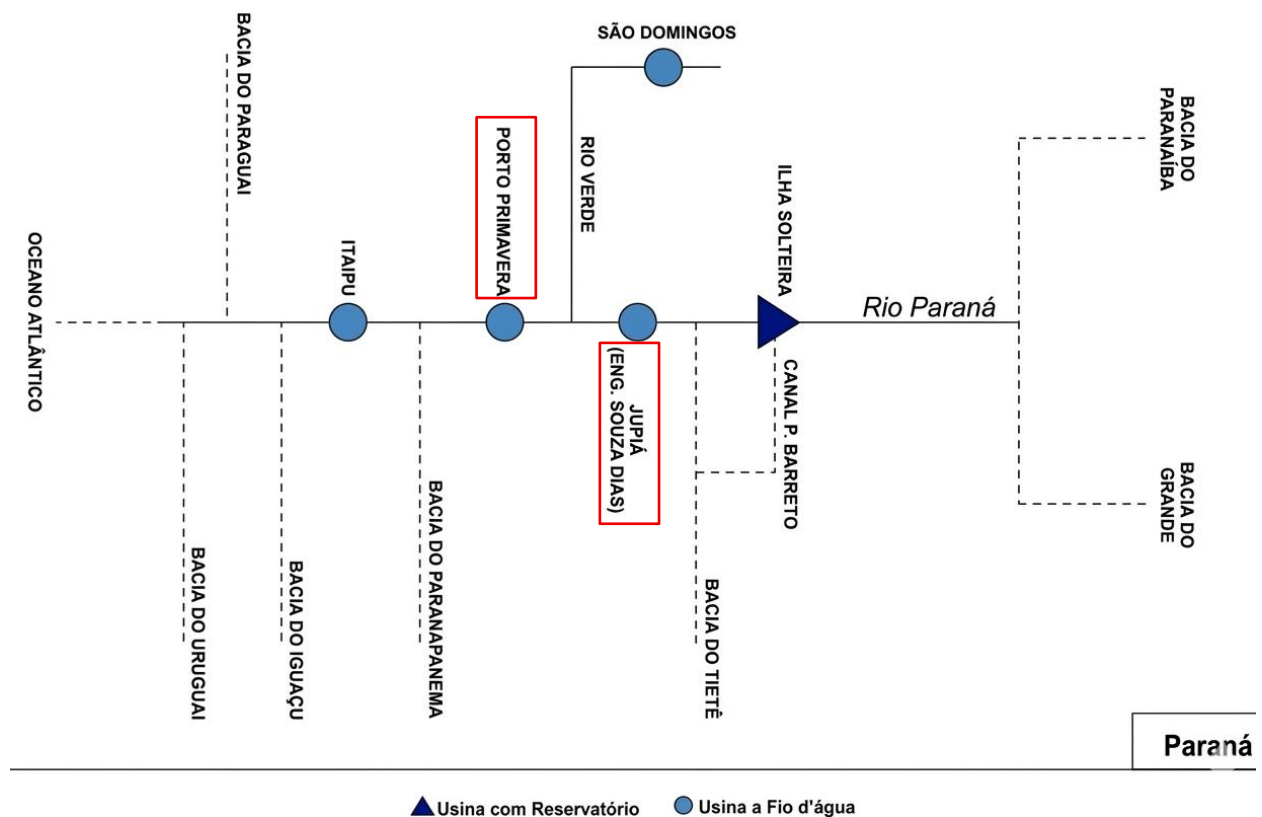 SÃO DOMINGOS
BACIA DO PARAGUAI
BACIA DO
PARANAÍBA
PORTO PRIMAVERA
RIO VERDE
ILHA SOLTEIRA
OCEANO ATLÂNTICO
ITAIPU
Rio Paraná
JUPIÁ
(ENG. SOUZA DIAS)
CANAL P. BARRETO
BACIA DO
GRANDE
BACIA DO URUGUAI
BACIA DO IGUAÇU
BACIA DO PARANAPANEMA
BACIA DO TIETÊ
Paraná
Usina com Reservatório
Usina a Fio d'água